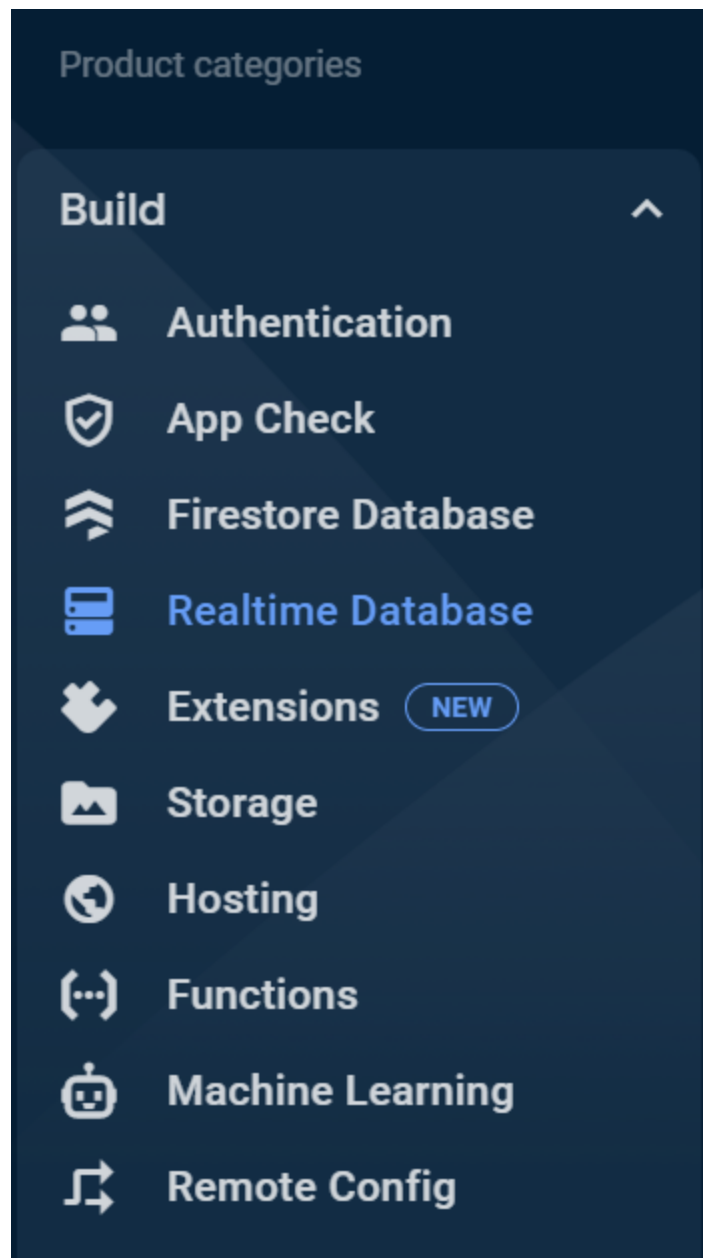 Product categories
Build
Authentication
App Check
Firestore Database
Realtime Database
Extensions NEW
Storage
Hosting
Functions
Machine Learning
Remote Config